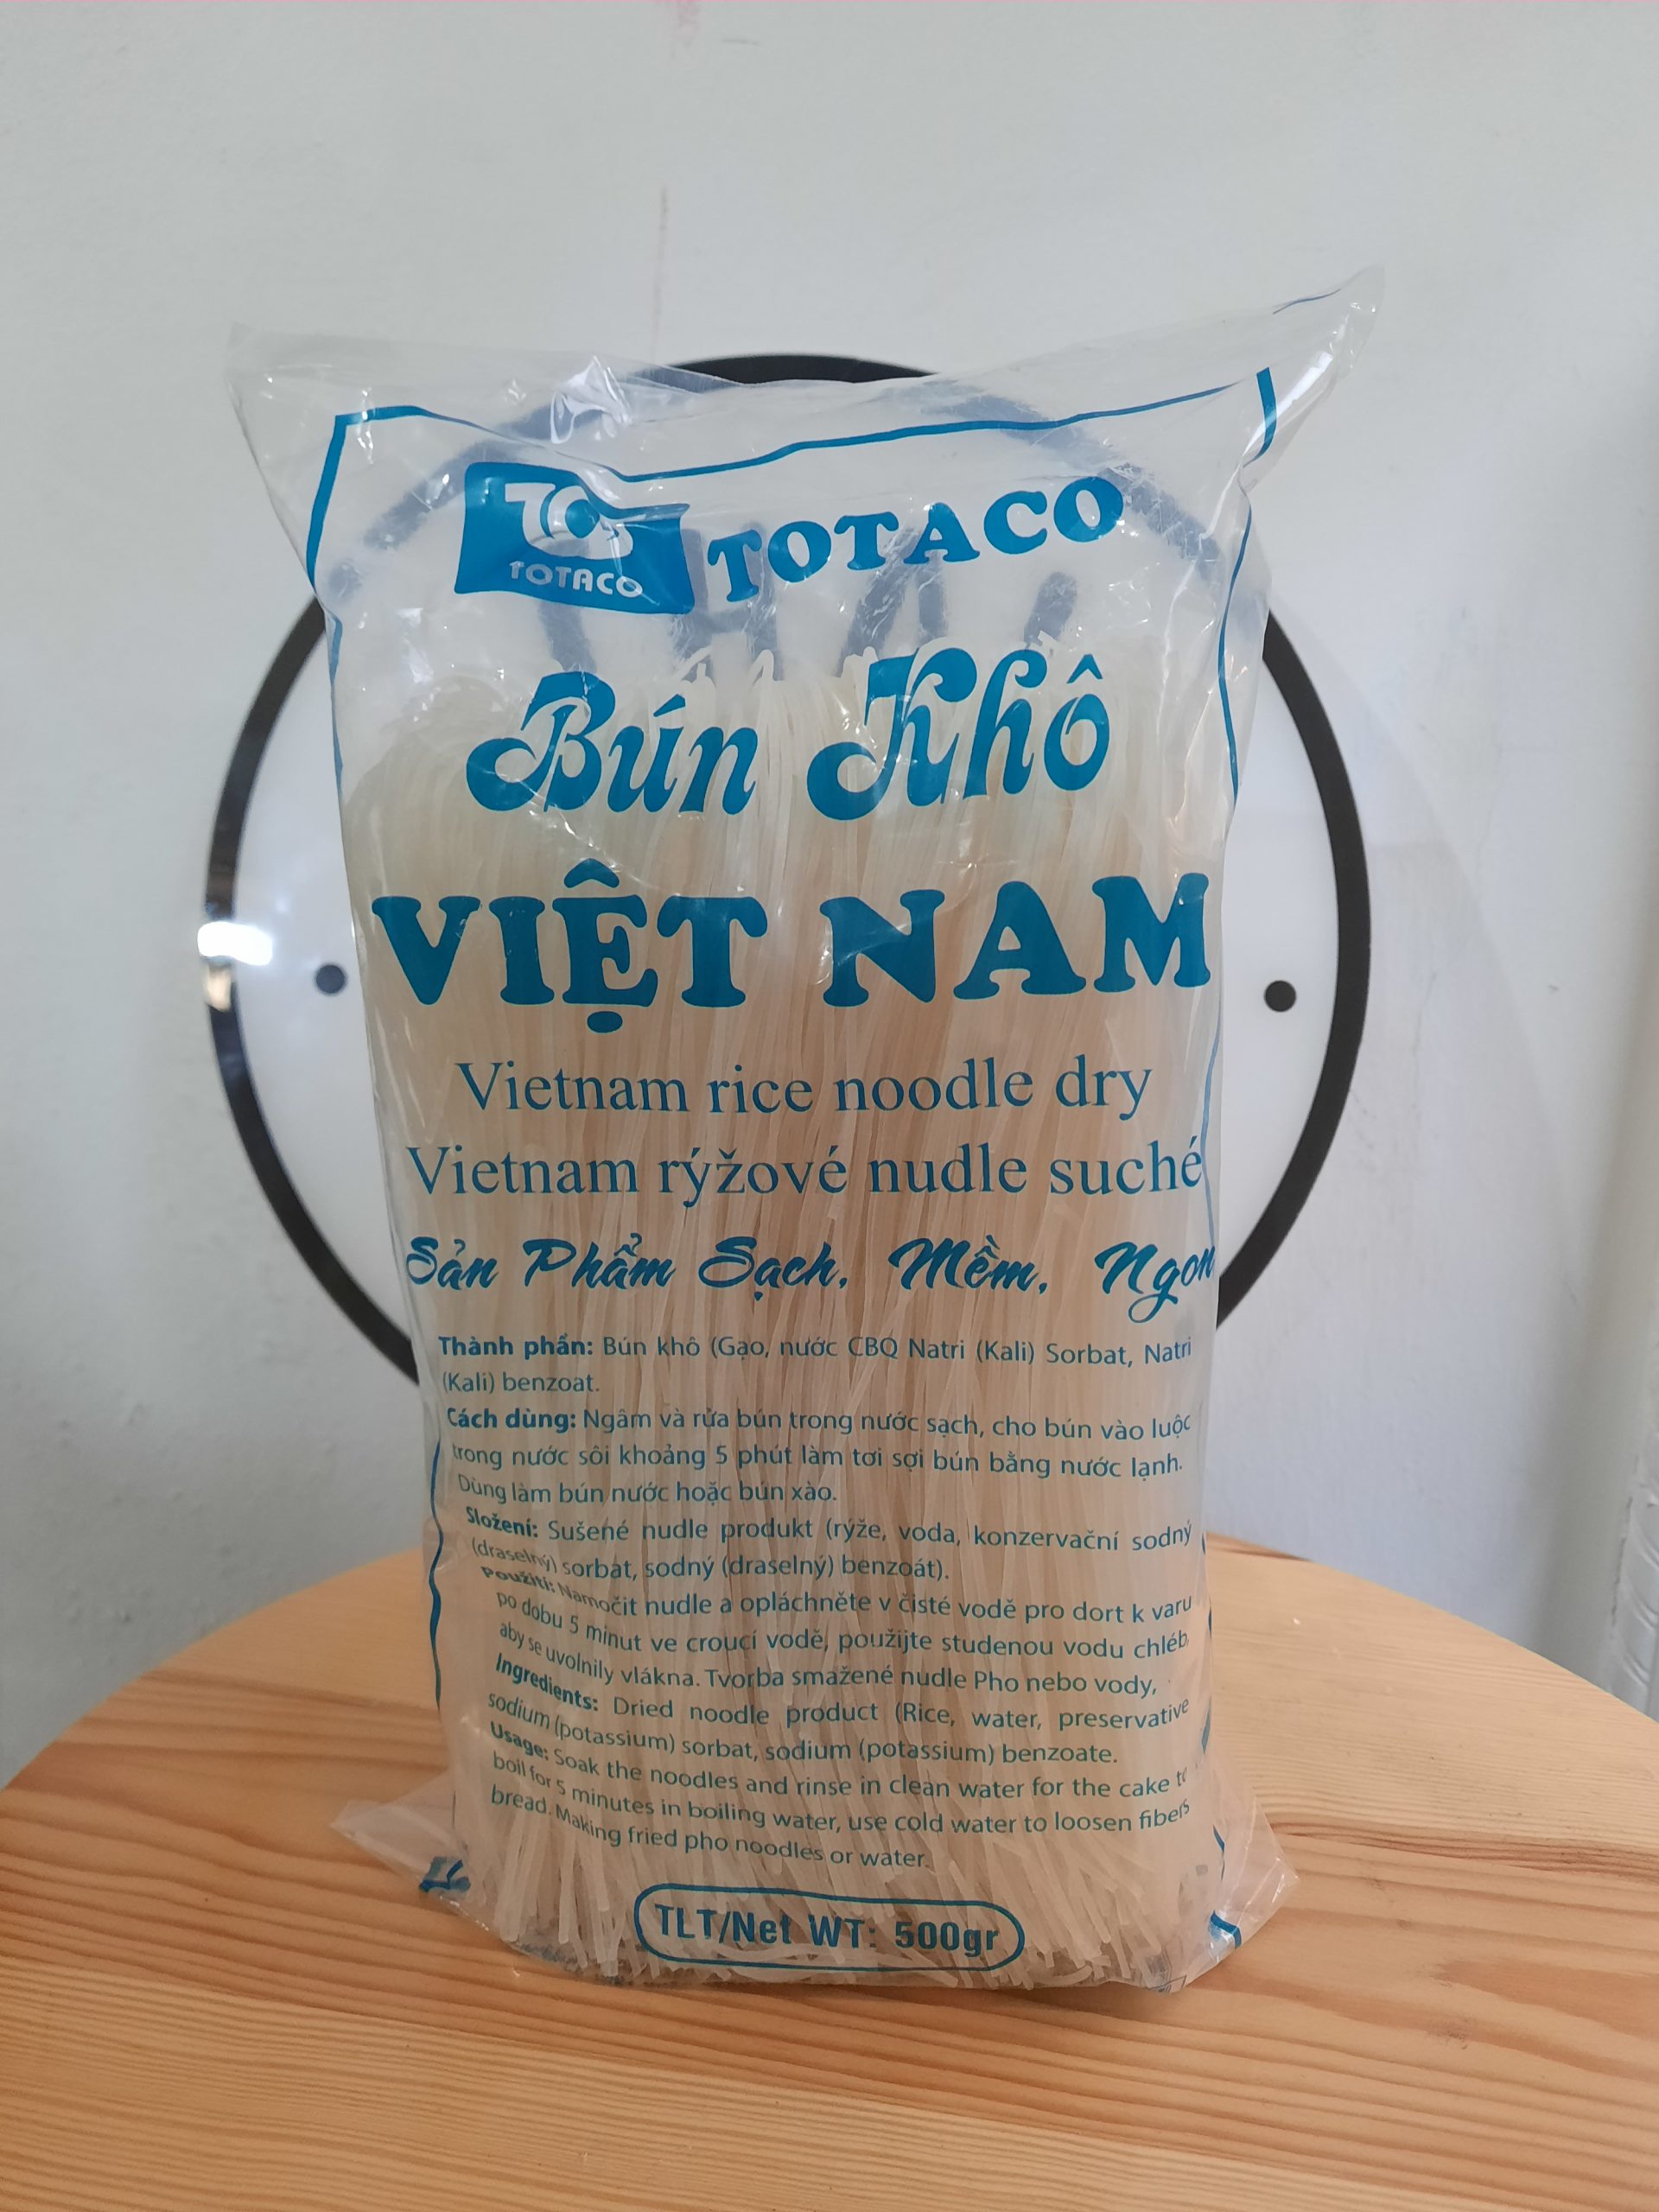 TOTACO
TOTACO
Bún Khô
VIỆT NAM
Vietnam rice noodle dry
Vietnam rýžové nudle suché
Sản Phẩm Sạch, Mềm, Ngon
Thành phần: Bún khô (Gạo, nước CBQ Natri (Kali) Sorbat, Natri
(Kali) benzoat.
Cách dùng: Ngâm và rửa bún trong nước sạch, cho bún vào luộc
trong nước sôi khoảng 5 phút làm tơi sợi bún bằng nước lạnh.
Dùng làm bún nước hoặc bún xào.
Složení: Sušené nudle produkt (rýže, voda, konzervační sodný
(draselný) sorbat, sodný (draselný) benzoát).
Použití: Namočit nudle a opláchněte v čisté vodě pro dort k varu
po dobu 5 minut ve croucí vodě, použijte studenou vodu chléb,
aby se uvolnily vlákna. Tvorba smažené nudle Pho nebo vody,
Ingredients: Dried noodle product (Rice, water, preservative
sodium (potassium) sorbat, sodium (potassium) benzoate.
Usage: Soak the noodles and rinse in clean water for the cake to
boil for 5 minutes in boiling water, use cold water to loosen fibers
bread. Making fried pho noodles or water.
TLT/Net WT: 500gr